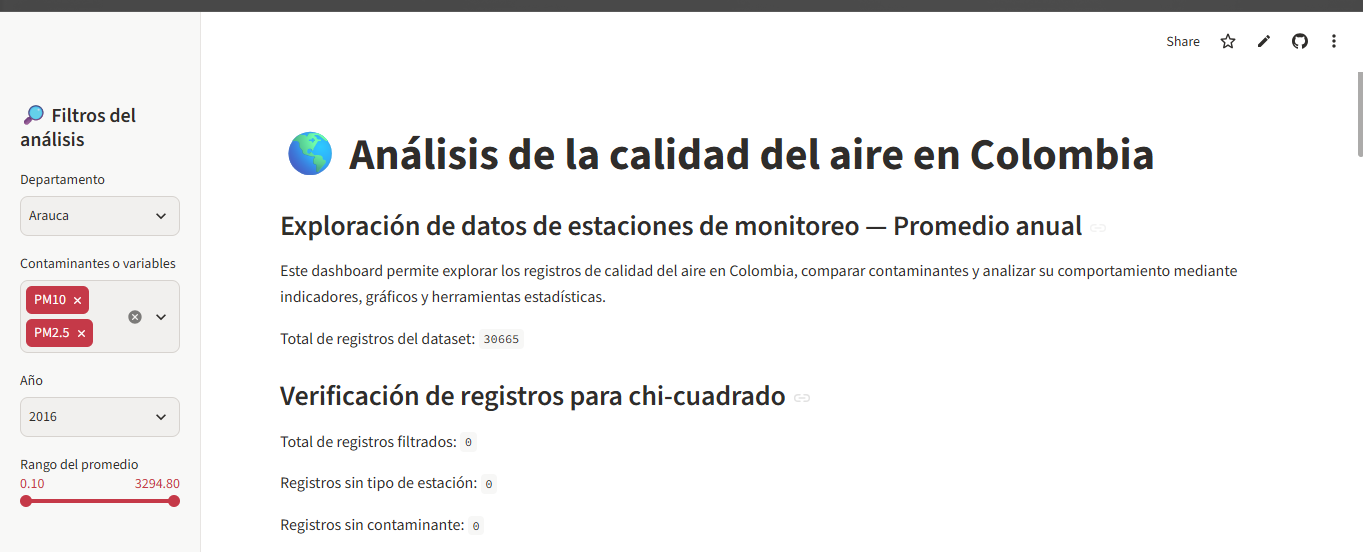 Share
Filtros del
análisis
Departamento
Arauca
Contaminantes o variables
PM10 ×
PM2.5 ×
Año
2016
Rango del promedio
0.10 3294.80
Análisis de la calidad del aire en Colombia
Exploración de datos de estaciones de monitoreo — Promedio anual
Este dashboard permite explorar los registros de calidad del aire en Colombia, comparar contaminantes y analizar su comportamiento mediante
indicadores, gráficos y herramientas estadísticas.
Total de registros del dataset: 30665
Verificación de registros para chi-cuadrado
Total de registros filtrados: 0
Registros sin tipo de estación: 0
Registros sin contaminante: 0